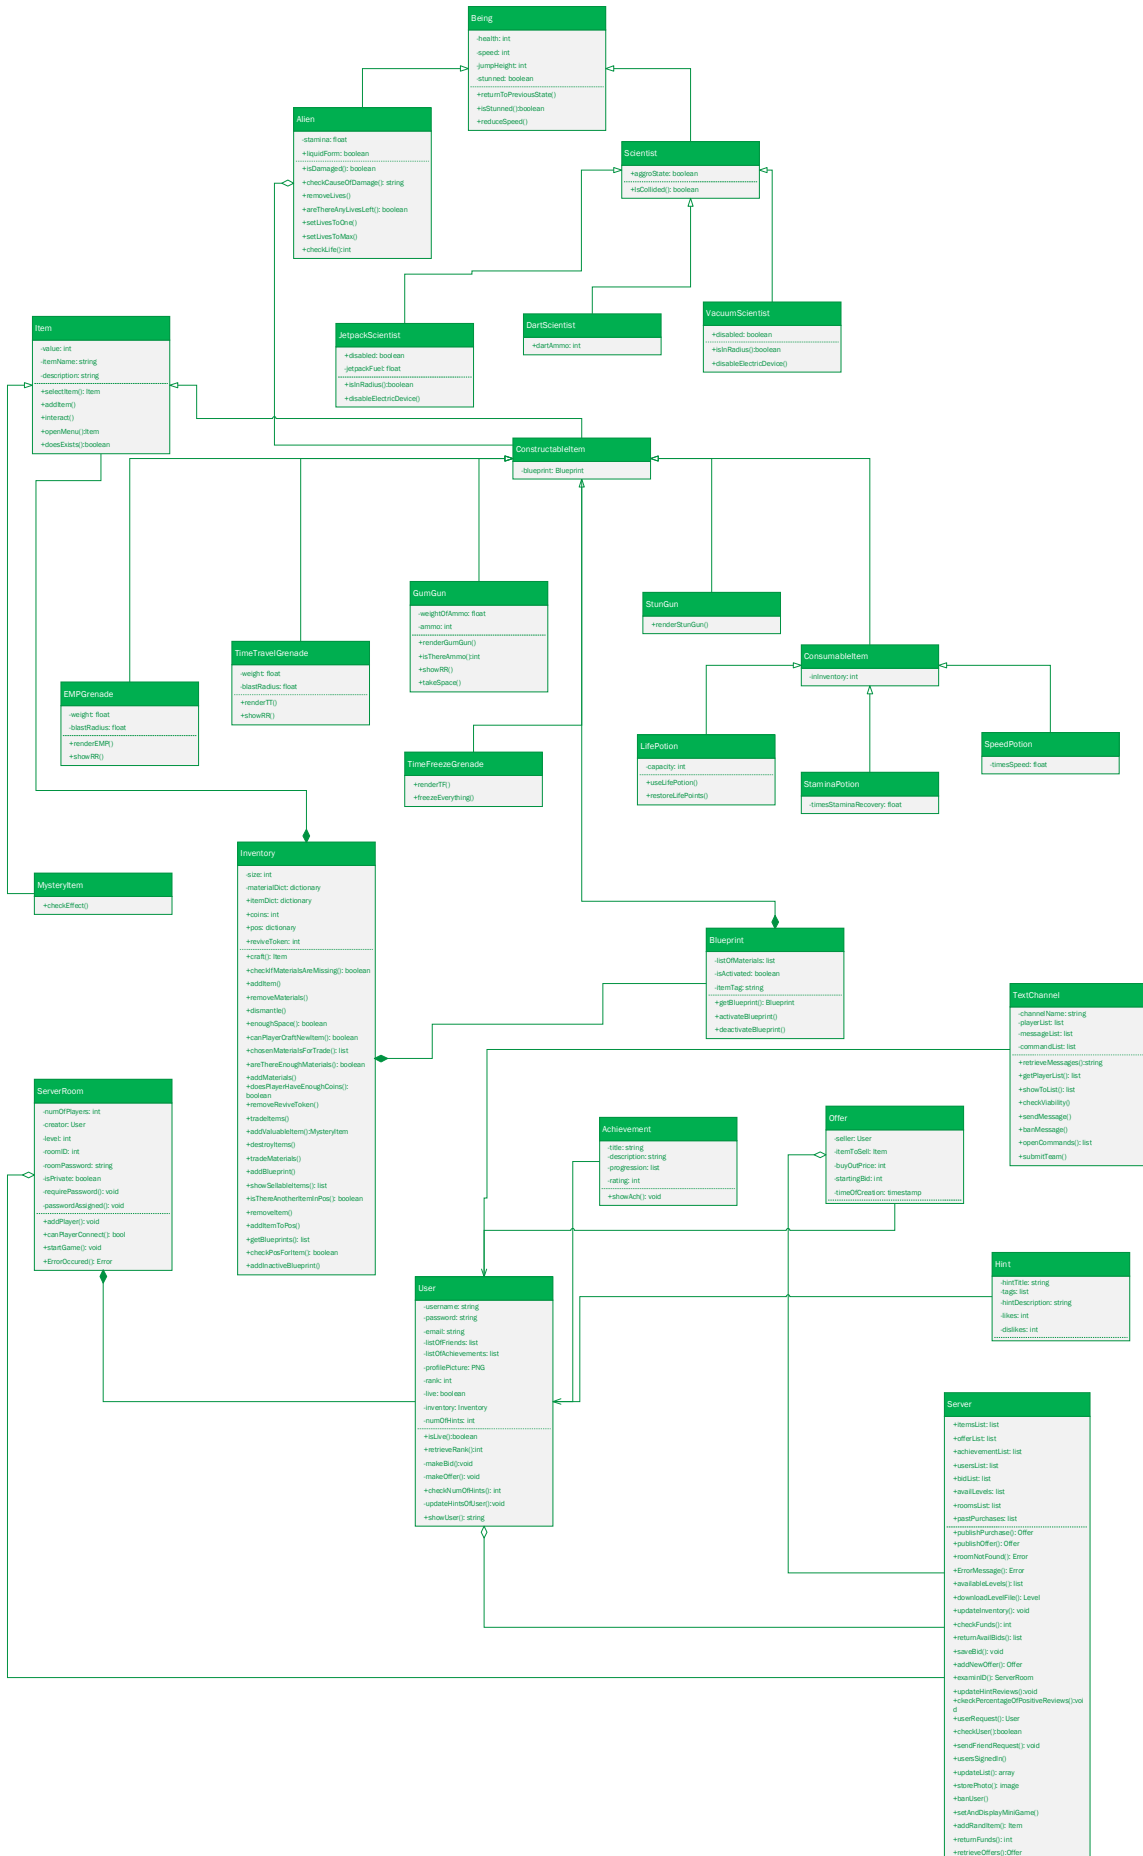 Being
-health: int
-speed: int
-jumpHeight: int
-stunned: boolean
+returnToPreviousState()
+isStunned():boolean
+reduceSpeed()
Alien
-stamina: float
+liquidForm: boolean
+isDamaged(): boolean
+checkCauseOfDamage(): string
+removeLives()
+areThereAnyLivesLeft(): boolean
+setLivesToOne()
+setLivesToMax()
+checkLife():int
Scientist
+aggroState: boolean
+IsCollided(): boolean
JetpackScientist
+disabled: boolean
-jetpackFuel: float
+isInRadius():boolean
+disableElectricDevice()
DartScientist
+dartAmmo: int
VacuumScientist
+disabled: boolean
+isInRadius():boolean
+disableElectricDevice()
Item
-value: int
-itemName: string
-description: string
+selectItem(): Item
+addItem()
+interact()
+openMenu():Item
+doesExists():boolean
ConstructableItem
-blueprint: Blueprint
GumGun
-weightOfAmmo: float
-ammo: int
+renderGumGun()
+isThereAmmo():int
+showRR()
+takeSpace()
StunGun
+renderStunGun()
TimeTravelGrenade
-weight: float
-blastRadius: float
+renderTT()
+showRR()
ConsumableItem
-inInventory: int
EMPGrenade
-weight: float
-blastRadius: float
+renderEMP()
+showRR()
TimeFreezeGrenade
+renderTF()
+freezeEverything()
LifePotion
-capacity: int
+useLifePotion()
+restoreLifePoints()
StaminaPotion
-timesStaminaRecovery: float
SpeedPotion
-timesSpeed: float
MysteryItem
+checkEffect()
Inventory
-size: int
-materialDict: dictionary
+itemDict: dictionary
+coins: int
+pos: dictionary
+reviveToken: int
+craft(): Item
+checkIfMaterialsAreMissing(): boolean
+addItem()
+removeMaterials()
+dismantle()
+enoughSpace(): boolean
+canPlayerCraftNewItem(): boolean
+chosenMaterialsForTrade(): list
+areThereEnoughMaterials(): boolean
+addMaterials()
+doesPlayerHaveEnoughCoins():
boolean
+removeReviveToken()
+tradeItems()
+addValuableItem():MysteryItem
+destroyItems()
+tradeMaterials()
+addBlueprint()
+showSellableItems(): list
+isThereAnotherItemInPos(): boolean
+removeItem()
+addItemToPos()
+getBlueprints(): list
+checkPosForItem(): boolean
+addInactiveBlueprint()
Blueprint
-listOfMaterials: list
-isActivated: boolean
-itemTag: string
+getBlueprint(): Blueprint
+activateBlueprint()
+deactivateBlueprint()
TextChannel
-channelName: string
-playerList: list
-messageList: list
-commandList: list
+retrieveMessages():string
+getPlayerList(): list
+showToList(): list
+checkViability()
+sendMessage()
+banMessage()
+openCommands(): list
+submitTeam()
ServerRoom
-numOfPlayers: int
-creator: User
-level: int
-roomID: int
-roomPassword: string
-isPrivate: boolean
-requirePassword(): void
-passwordAssigned(): void
+addPlayer(): void
+canPlayerConnect(): bool
+startGame(): void
+ErrorOccured(): Error
Achievement
-title: string
-description: string
-progression: list
-rating: int
+showAch(): void
Offer
-seller: User
-itemToSell: Item
-buyOutPrice: int
-startingBid: int
-timeOfCreation: timestamp
Hint
-hintTitle: string
-tags: list
-hintDescription: string
-likes: int
-dislikes: int
User
-username: string
-password: string
-email: string
-listOfFriends: list
-listOfAchievements: list
-profilePicture: PNG
-rank: int
-live: boolean
-inventory: Inventory
-numOfHints: int
+isLive():boolean
+retrieveRank():int
-makeBid():void
-makeOffer(): void
+checkNumOfHints(): int
-updateHintsOfUser():void
+showUser(): string
Server
+itemsList: list
+offerList: list
+achievementList: list
+usersList: list
+bidList: list
+availLevels: list
+roomsList: list
+pastPurchases: list
+publishPurchase(): Offer
+publishOffer(): Offer
+roomNotFound(): Error
+ErrorMessage(): Error
+availableLevels(): list
+downloadLevelFile(): Level
+updateInventory(): void
+checkFunds(): int
+returnAvailBids(): list
+saveBid(): void
+addNewOffer(): Offer
+examinID(): ServerRoom
+updateHintReviews():void
+ckeckPercentageOfPositiveReviews():voi
d
+userRequest(): User
+checkUser():boolean
+sendFriendRequest(): void
+usersSignedIn()
+updateList(): array
+storePhoto(): image
+banUser()
+setAndDisplayMiniGame()
+addRandItem(): Item
+returnFunds(): int
+retrieveOffers():Offer